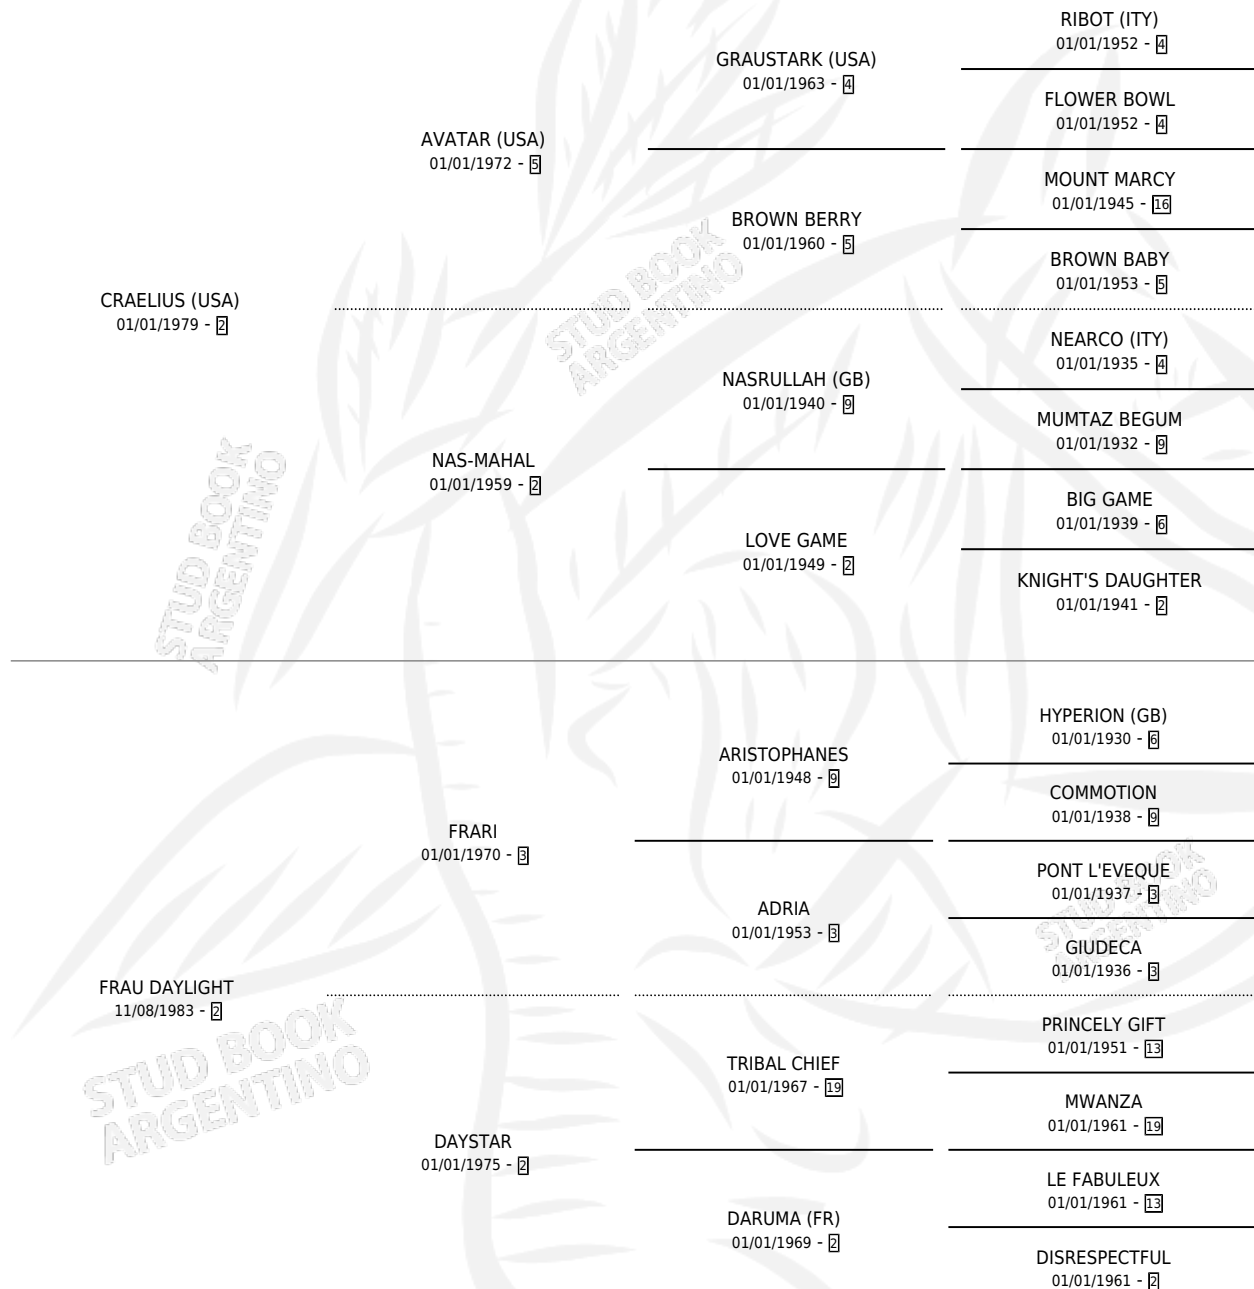 RIBOT (ITY)
01/01/1952 - 4
GRAUSTARK (USA)
01/01/1963 - 4
FLOWER BOWL
01/01/1952 - 4
AVATAR (USA)
01/01/1972 - 5
MOUNT MARCY
01/01/1945 - 16
BROWN BERRY
01/01/1960 - 5
BROWN BABY
01/01/1953 - 5
CRAELIUS (USA)
01/01/1979 - 2
NEARCO (ITY)
01/01/1935 - 4
NASRULLAH (GB)
01/01/1940 - 9
MUMTAZ BEGUM
01/01/1932 - 9
NAS-MAHAL
01/01/1959 - 2
BIG GAME
01/01/1939 - 6
LOVE GAME
01/01/1949 - 2
KNIGHT'S DAUGHTER
01/01/1941 - 2
HYPERION (GB)
01/01/1930 - 6
ARISTOPHANES
01/01/1948 - 9
COMMOTION
01/01/1938 - 9
FRARI
01/01/1970 - 3
PONT L'EVEQUE
01/01/1937 - 3
ADRIA
01/01/1953 - 3
GIUDECA
01/01/1936 - 3
FRAU DAYLIGHT
11/08/1983 - 2
PRINCELY GIFT
01/01/1951 - 13
TRIBAL CHIEF
01/01/1967 - 19
MWANZA
01/01/1961 - 19
DAYSTAR
01/01/1975 - 2
LE FABULEUX
01/01/1961 - 13
DARUMA (FR)
01/01/1969 - 2
DISRESPECTFUL
01/01/1961 - 2
STUD BOOK
ARGENTINO
STUD BOOK
ARGENTINO
STUD BOOK
ARGENTINO
STUD BOOK
ARGENTINO